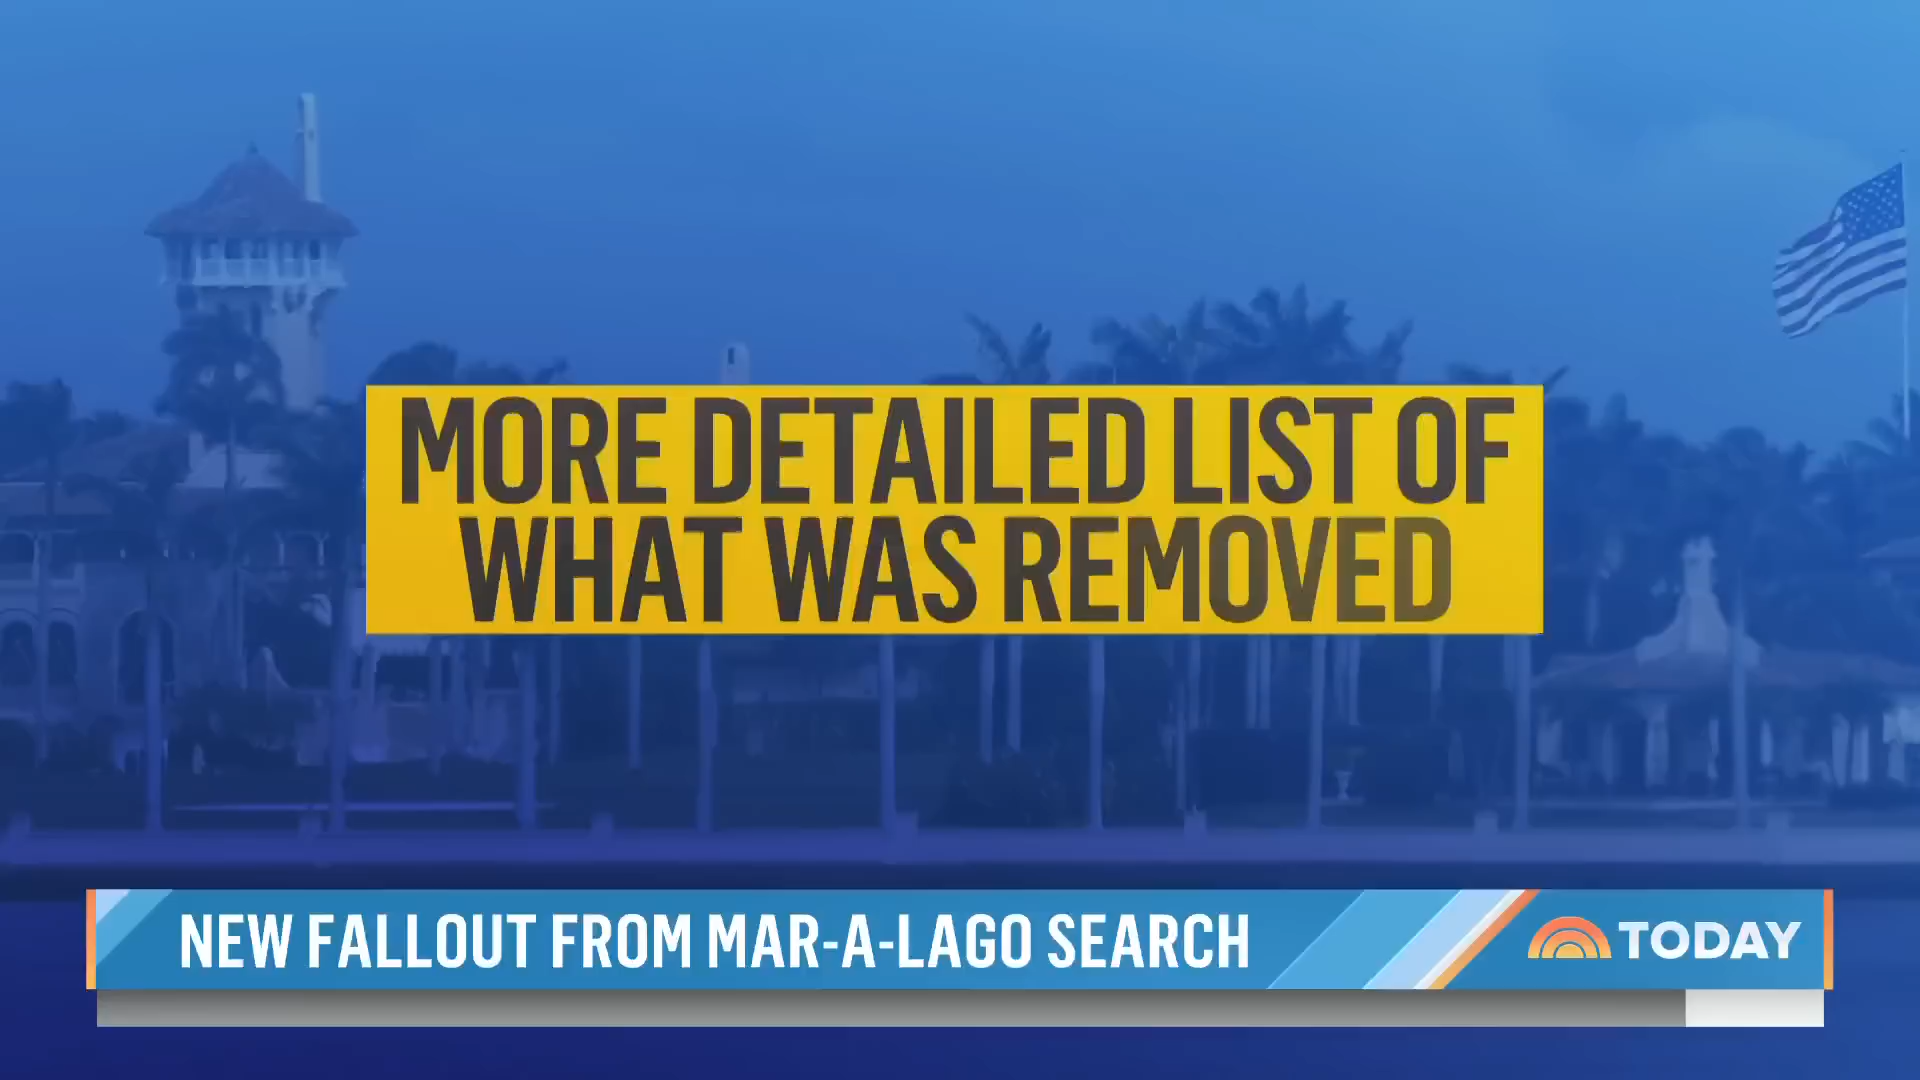 MORE DETAILED LIST OF
WHAT WAS REMOVED
NEW FALLOUT FROM MAR-A-LAGO SEARCH
TODAY